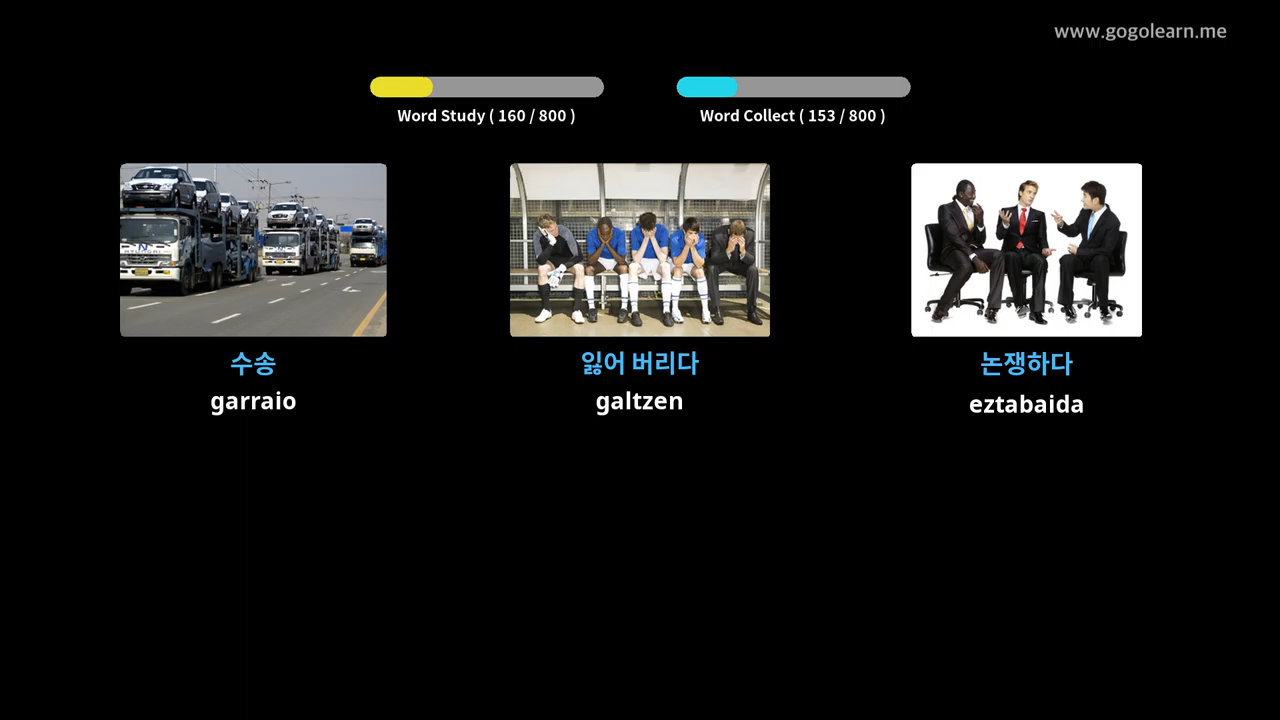 www.gogolearn.me
Word Study ( 160 / 800 )
Word Collect ( 153 / 800 )
수송
잃어 버리다
논쟁하다
garraio
galtzen
eztabaida